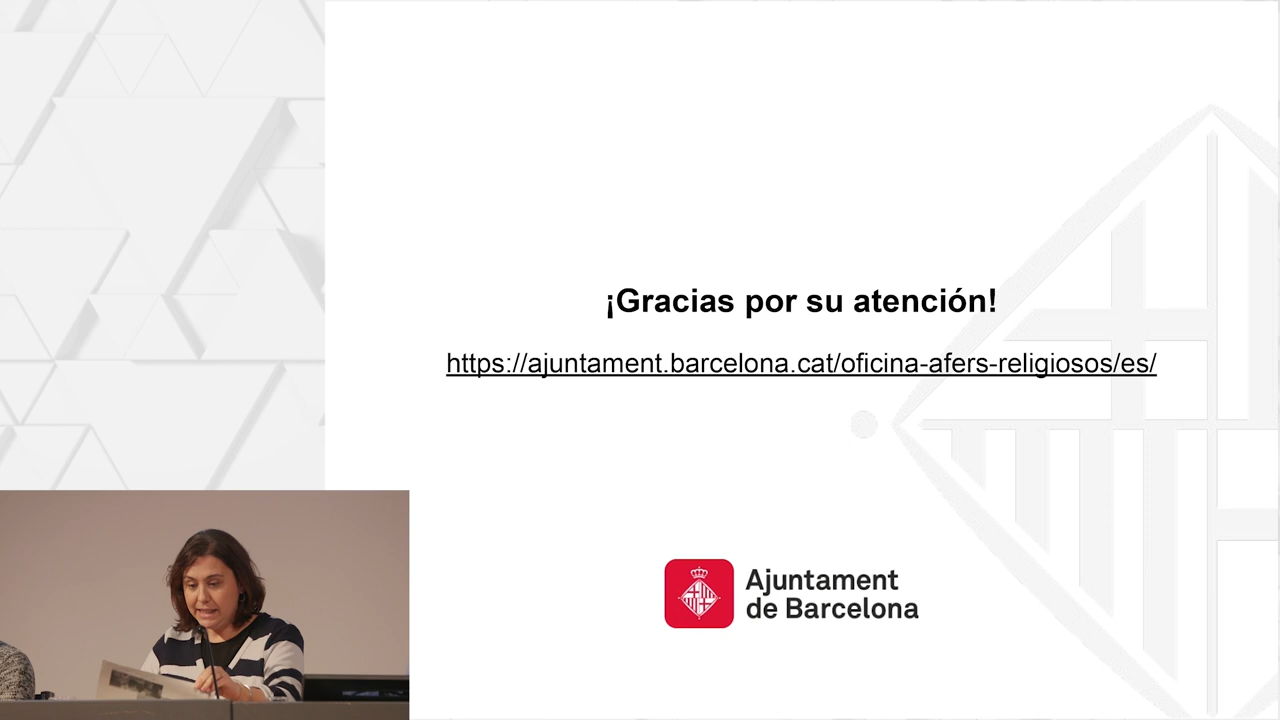 ¡Gracias por su atención!
https://ajuntament.barcelona.cat/oficina-afers-religiosos/es/
Ajuntament
de Barcelona